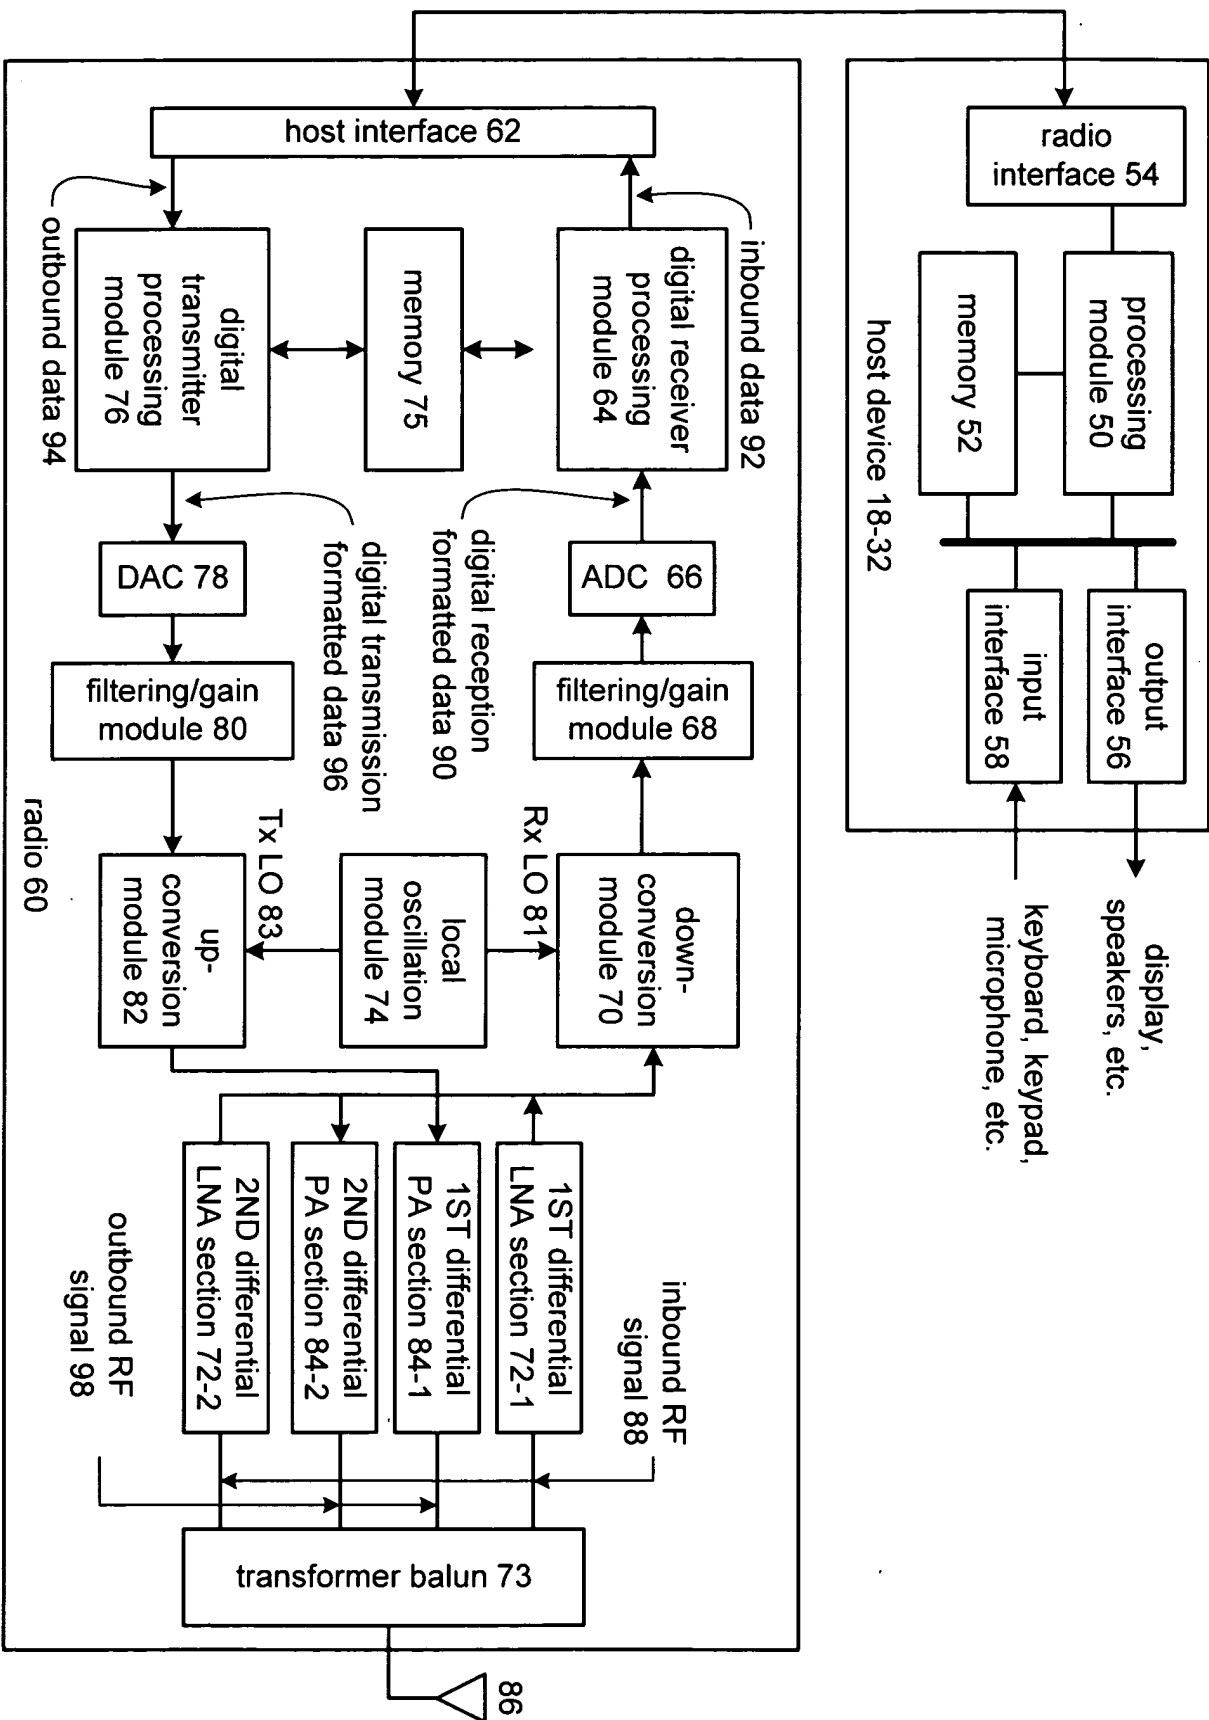 radio
interface 54
processing
module 50
memory 52
host device 18-32
output
interface 56
input
interface 58
display,
speakers, etc.
keyboard, keypad,
microphone, etc.
host interface 62
inbound data 92
outbound data 94
digital receiver
processing
module 64
memory 75
digital
transmitter
processing
module 76
digital reception
formatted data 90
digital transmission
formatted data 96
ADC 66
DAC 78
filtering/gain
module 68
filtering/gain
module 80
down-
conversion
module 70
Rx LO 81
local
oscillation
module 74
Tx LO 83
up-
conversion
module 82
radio 60
1ST differential
LNA section 72-1
1ST differential
PA section 84-1
2ND differential
PA section 84-2
2ND differential
LNA section 72-2
inbound RF
signal 88
outbound RF
signal 98
transformer balun 73
86